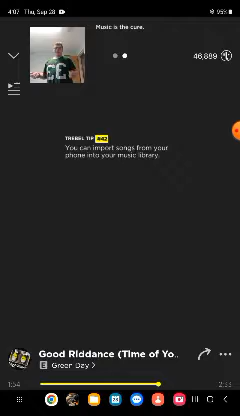 4:07 Thu, Sep 28
95%
Music is the cure.
46,889
TREBEL TIP #42
You can import songs from your
phone into your music library.
Good Riddance (Time of Yo..
E Green Day >
1:54
2:33